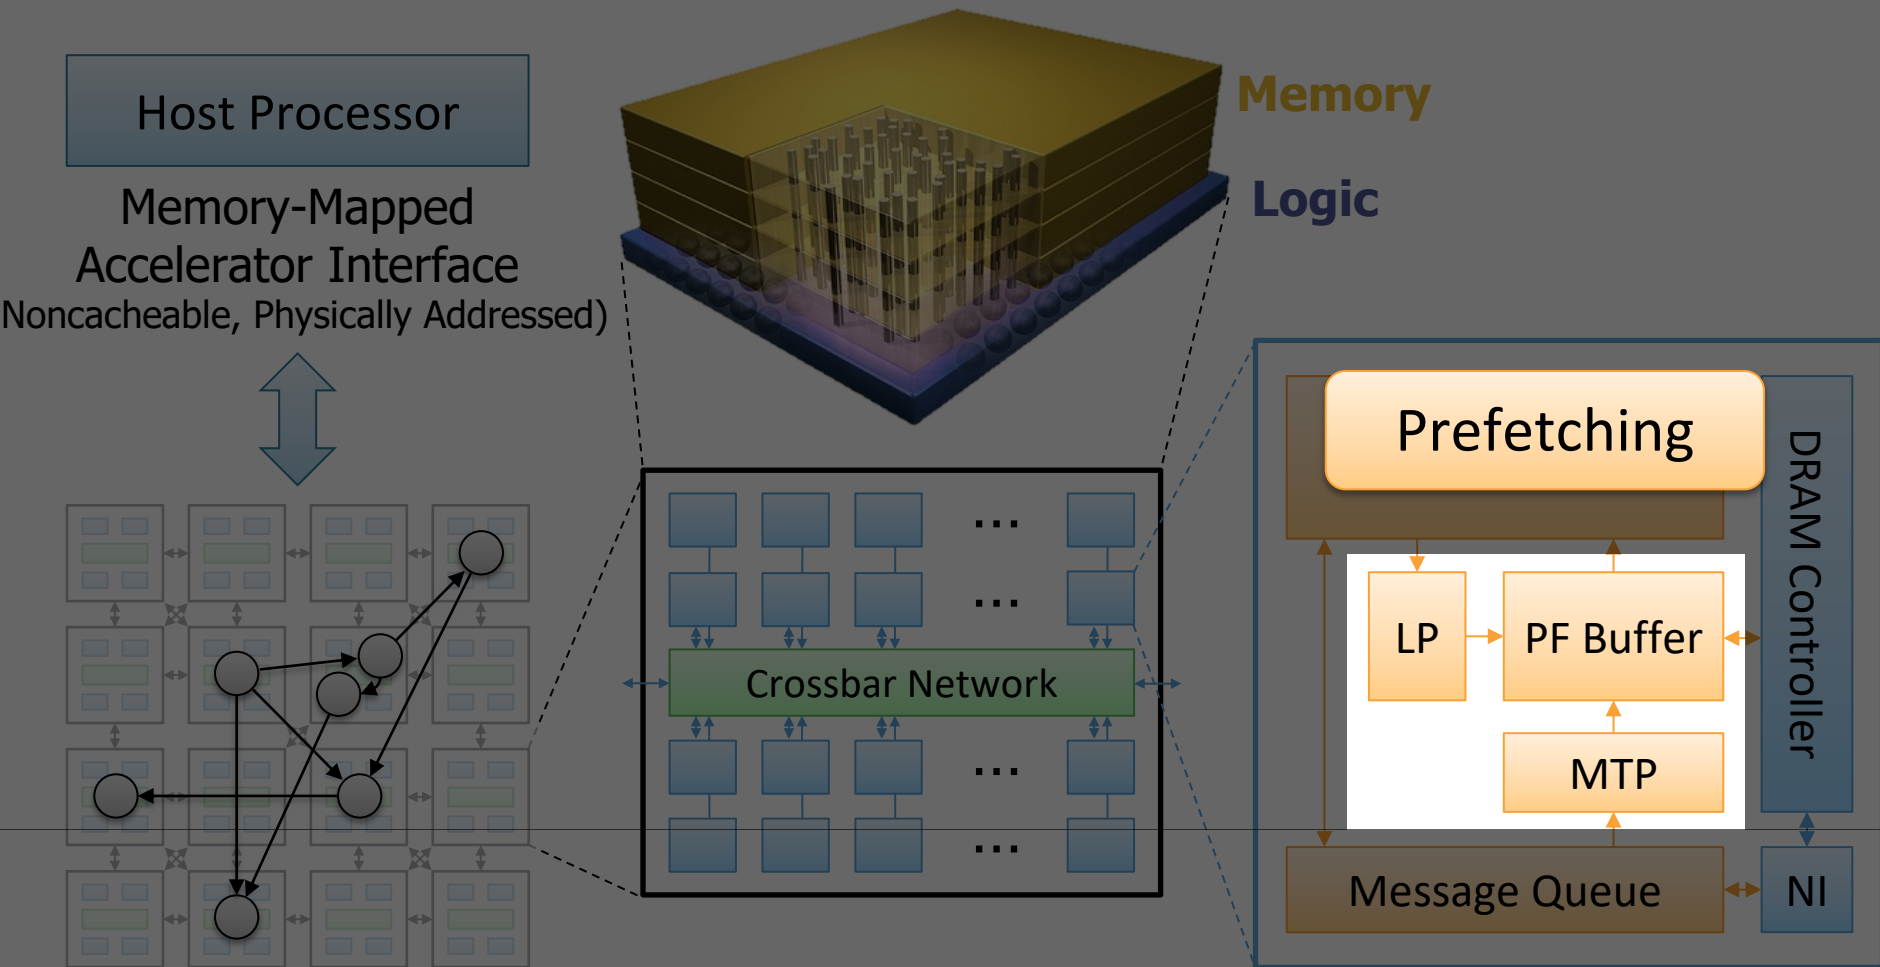 Host Processor
Memory-Mapped
Accelerator Interface
Noncacheable, Physically Addressed)
Memory
Logic
...
...
Crossbar Network
...
...
Prefetching
DRAM Controller
LP
PF Buffer
MTP
Message Queue
NI